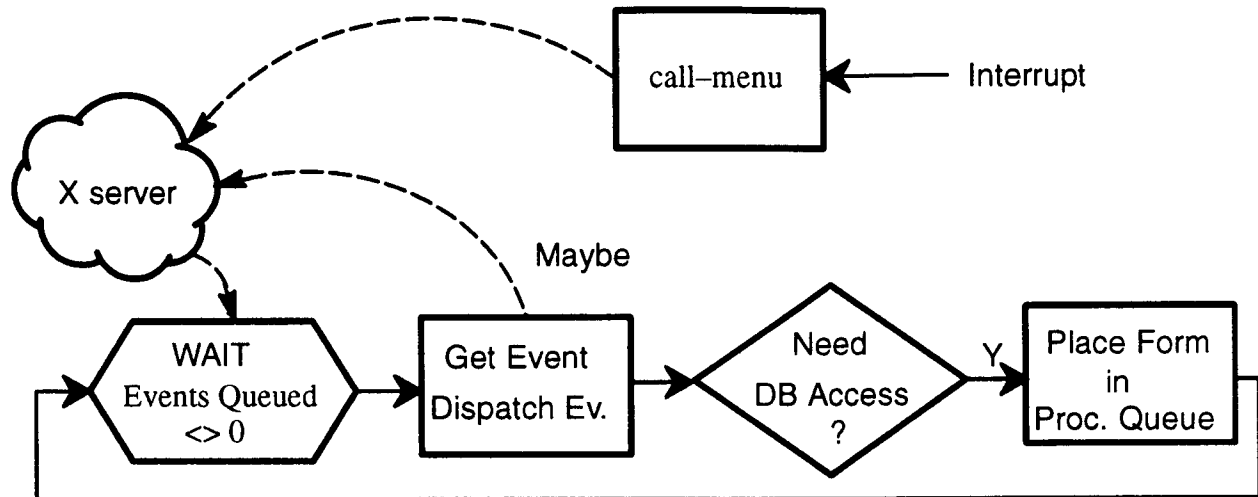 call–menu
Interrupt
X server
Maybe
WAIT
Events Queued
<> 0
Get Event
Dispatch Ev.
Need
DB Access
?
Y
Place Form
in
Proc. Queue